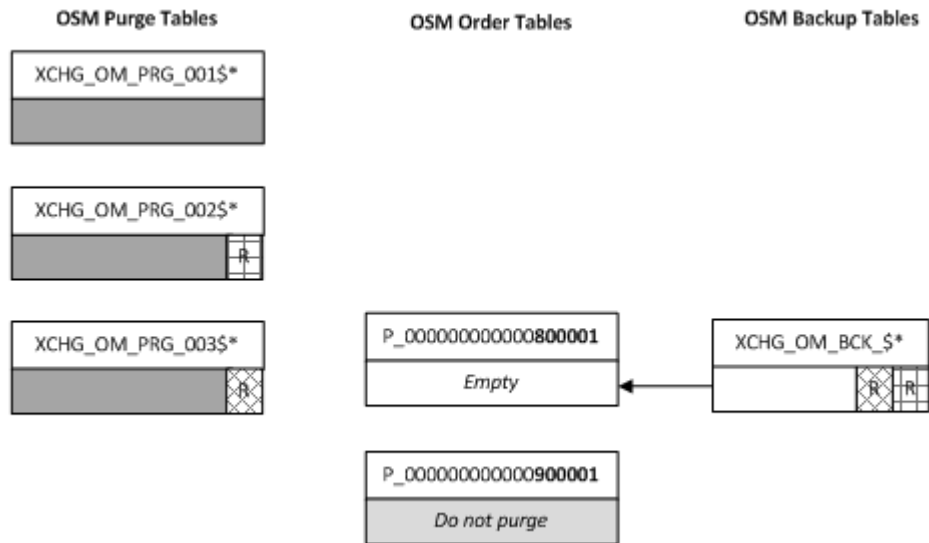 OSM Purge Tables
OSM Order Tables
OSM Backup Tables
XCHG_OM_PRG_001$*
XCHG_OM_PRG_002$*
R
XCHG_OM_PRG_003$*
R
P_000000000000800001
Empty
XCHG_OM_BCK_$*
R R
P_000000000000900001
Do not purge